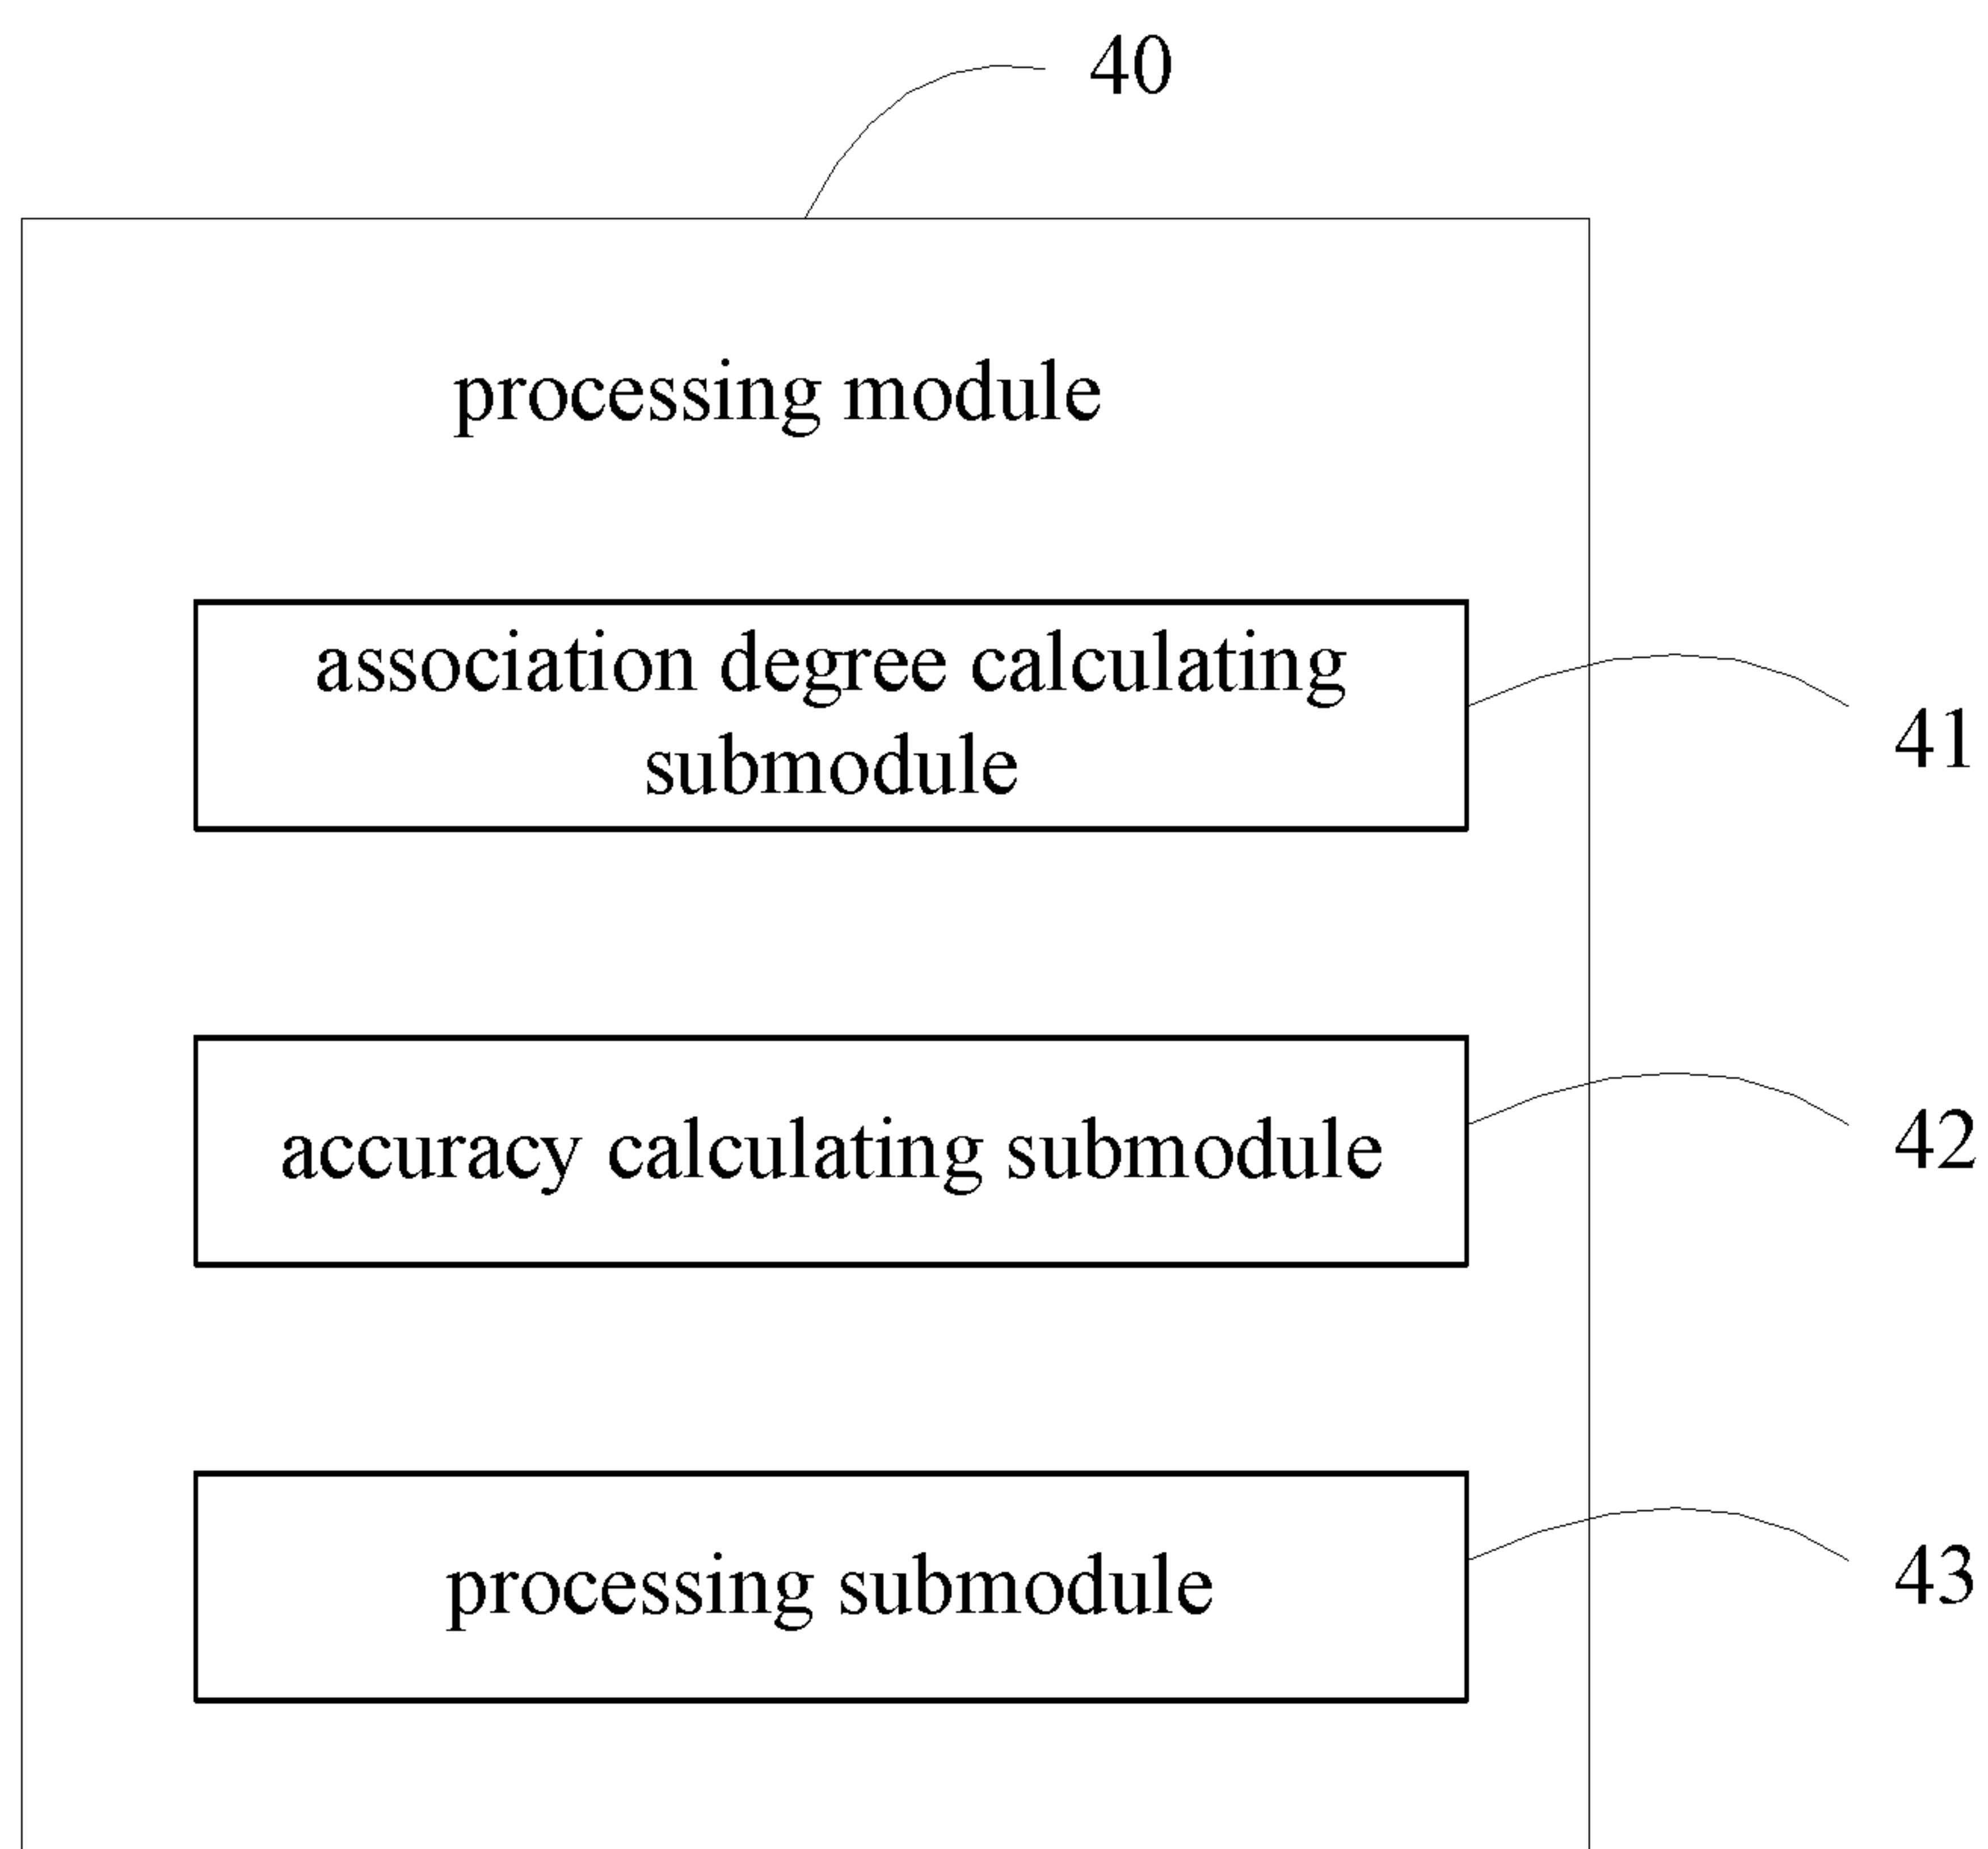 40
processing module
association degree calculating
submodule
41
accuracy calculating submodule
42
processing submodule
43